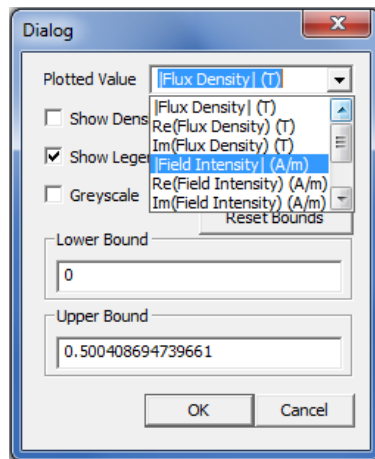 Dialog
Plotted Value |Flux Density| (T)
|Flux Density| (T)
Show Dens
Re(Flux Density) (T)
Im(Flux Density) (T)
Show Leger
|Field Intensity| (A/m)
Re(Field Intensity) (A/m)
Greyscale
Im(Field Intensity) (A/m)
Reset Bounds
Lower Bound
0
Upper Bound
0.500408694739661
OK Cancel